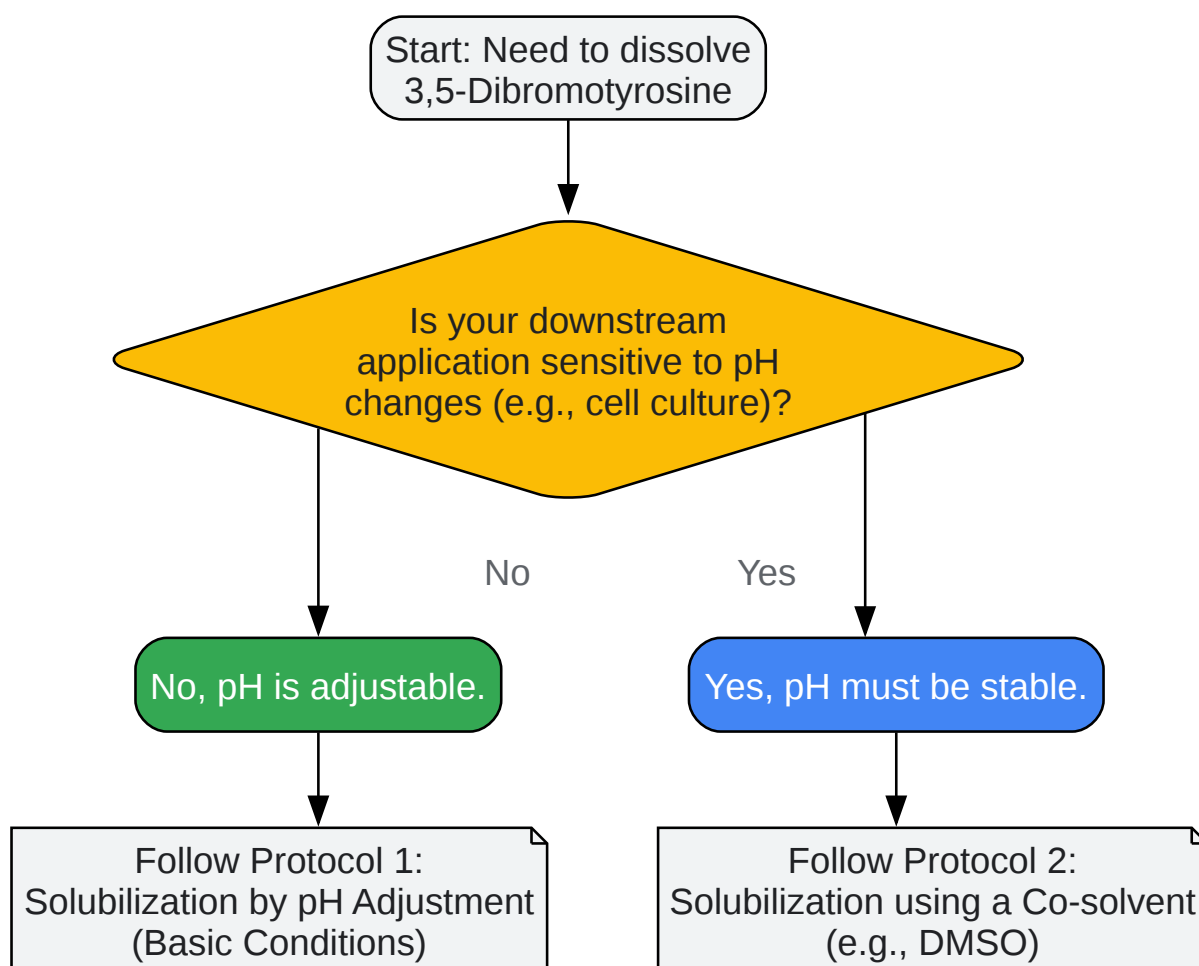 Start: Need to dissolve
3,5-Dibromotyrosine
Is your downstream
application sensitive to pH
changes (e.g., cell culture)?
No
Yes
No, pH is adjustable.
Yes, pH must be stable.
Follow Protocol 1:
Solubilization by pH Adjustment
(Basic Conditions)
Follow Protocol 2:
Solubilization using a Co-solvent
(e.g., DMSO)